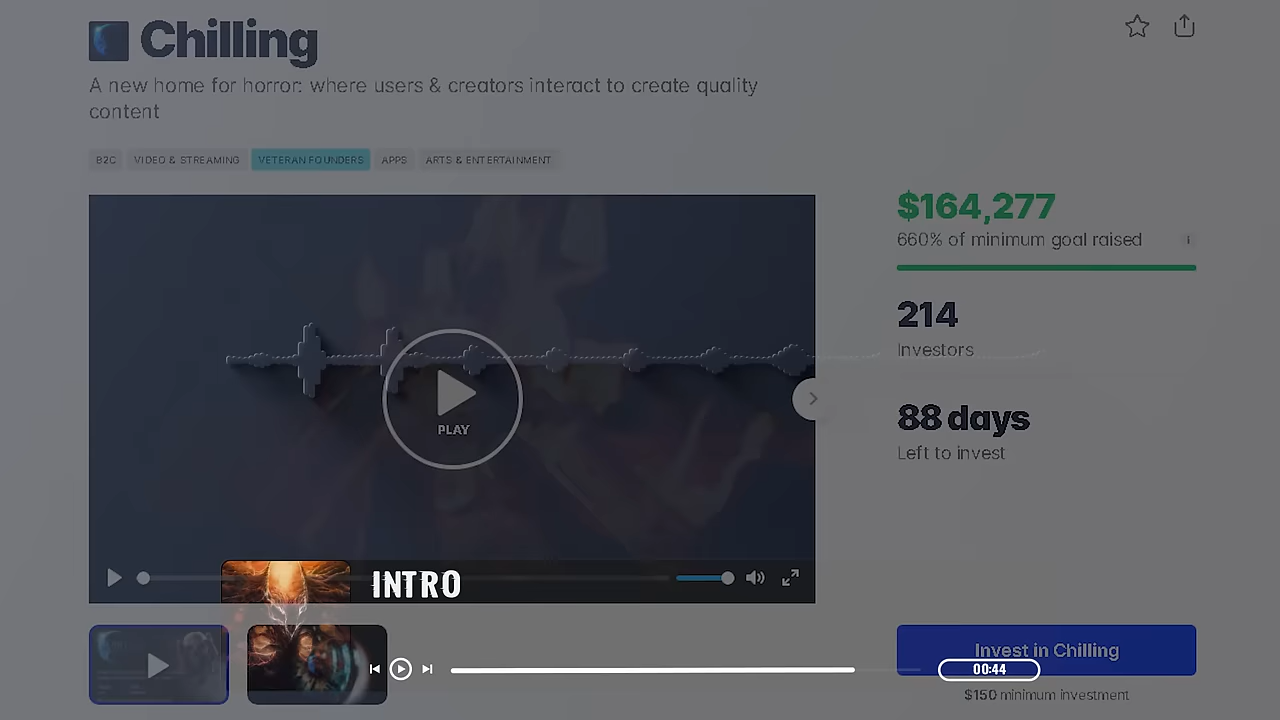 Chilling
A new home for horror: where users & creators interact to create quality
content
B2C VIDEO & STREAMING VETERAN FOUNDERS APPS ARTS & ENTERTAINMENT
$164,277
660% of minimum goal raised i
214
Investors
PLAY
88 days
Left to invest
INTRO
Invest in Chilling
00:44
$150 minimum investment